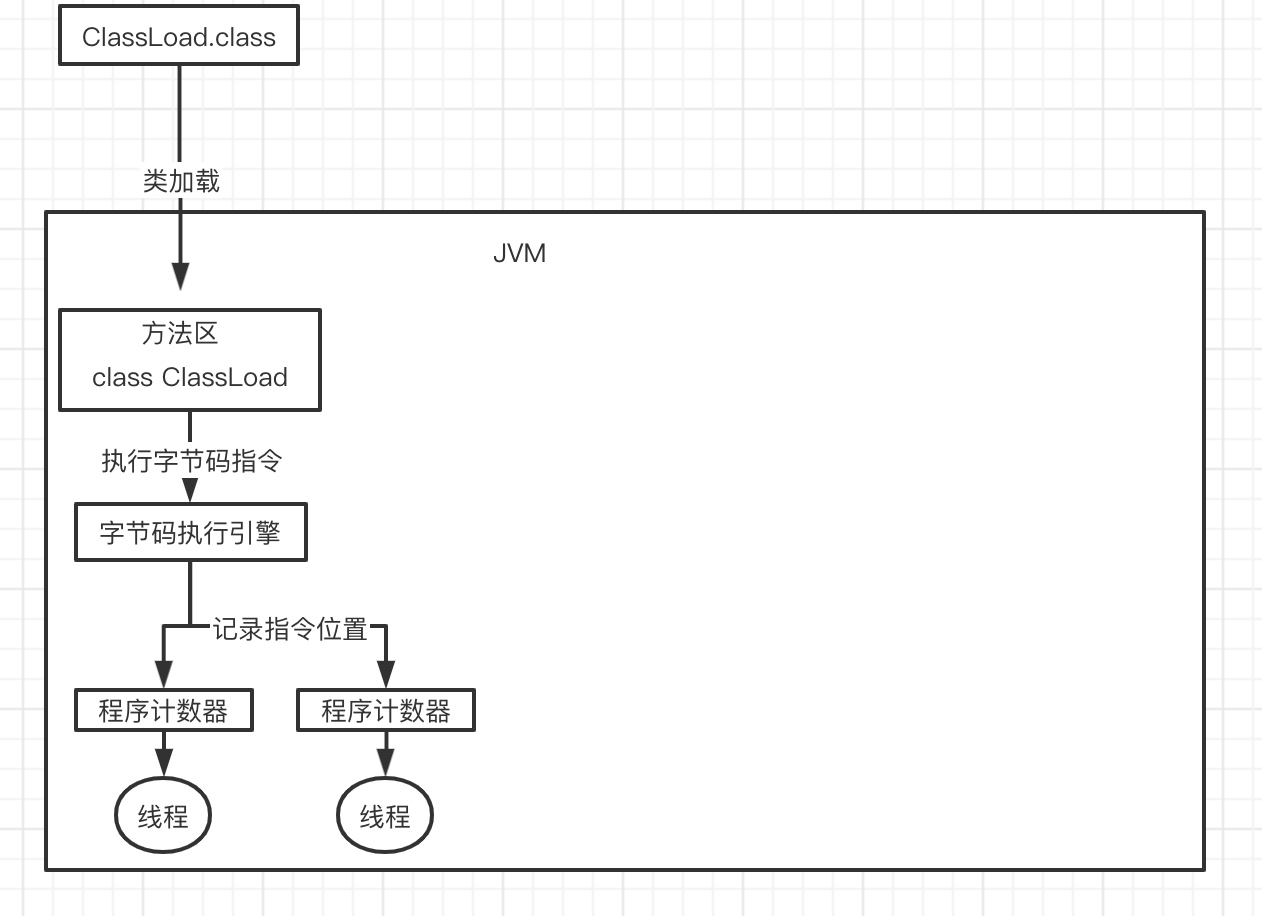 ClassLoad.class
类加载
JVM
方法区
class ClassLoad
执行字节码指令
字节码执行引擎
记录指令位置
程序计数器
程序计数器
线程
线程